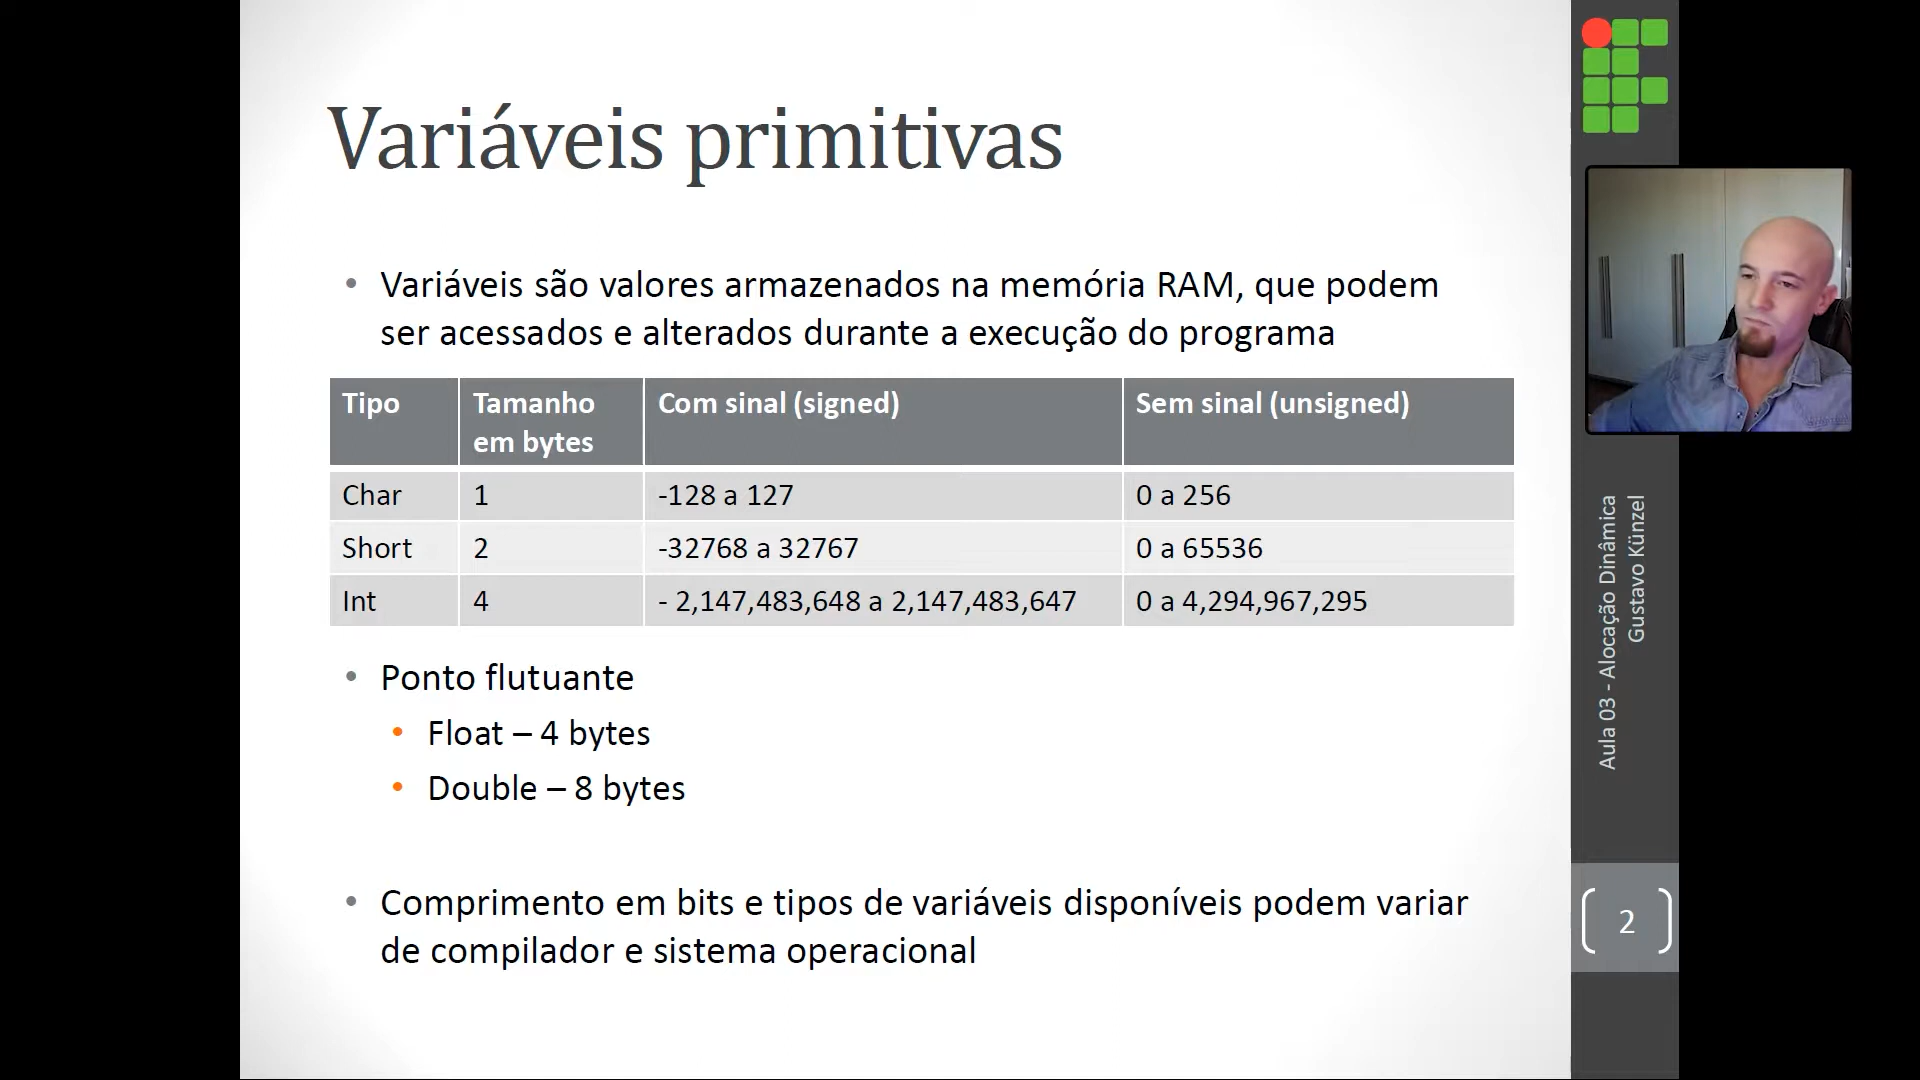 Variáveis primitivas
• Variáveis são valores armazenados na memória RAM, que podem
ser acessados e alterados durante a execução do programa
Tipo
Tamanho
em bytes
Com sinal (signed)
Sem sinal (unsigned)
Char 1 -128 a 127 0 a 256
Short 2 -32768 a 32767 0 a 65536
Int 4 - 2,147,483,648 a 2,147,483,647 0 a 4,294,967,295
• Ponto flutuante
• Float – 4 bytes
• Double – 8 bytes
• Comprimento em bits e tipos de variáveis disponíveis podem variar
de compilador e sistema operacional
Aula 03 - Alocação Dinâmica
Gustavo Künzel
2